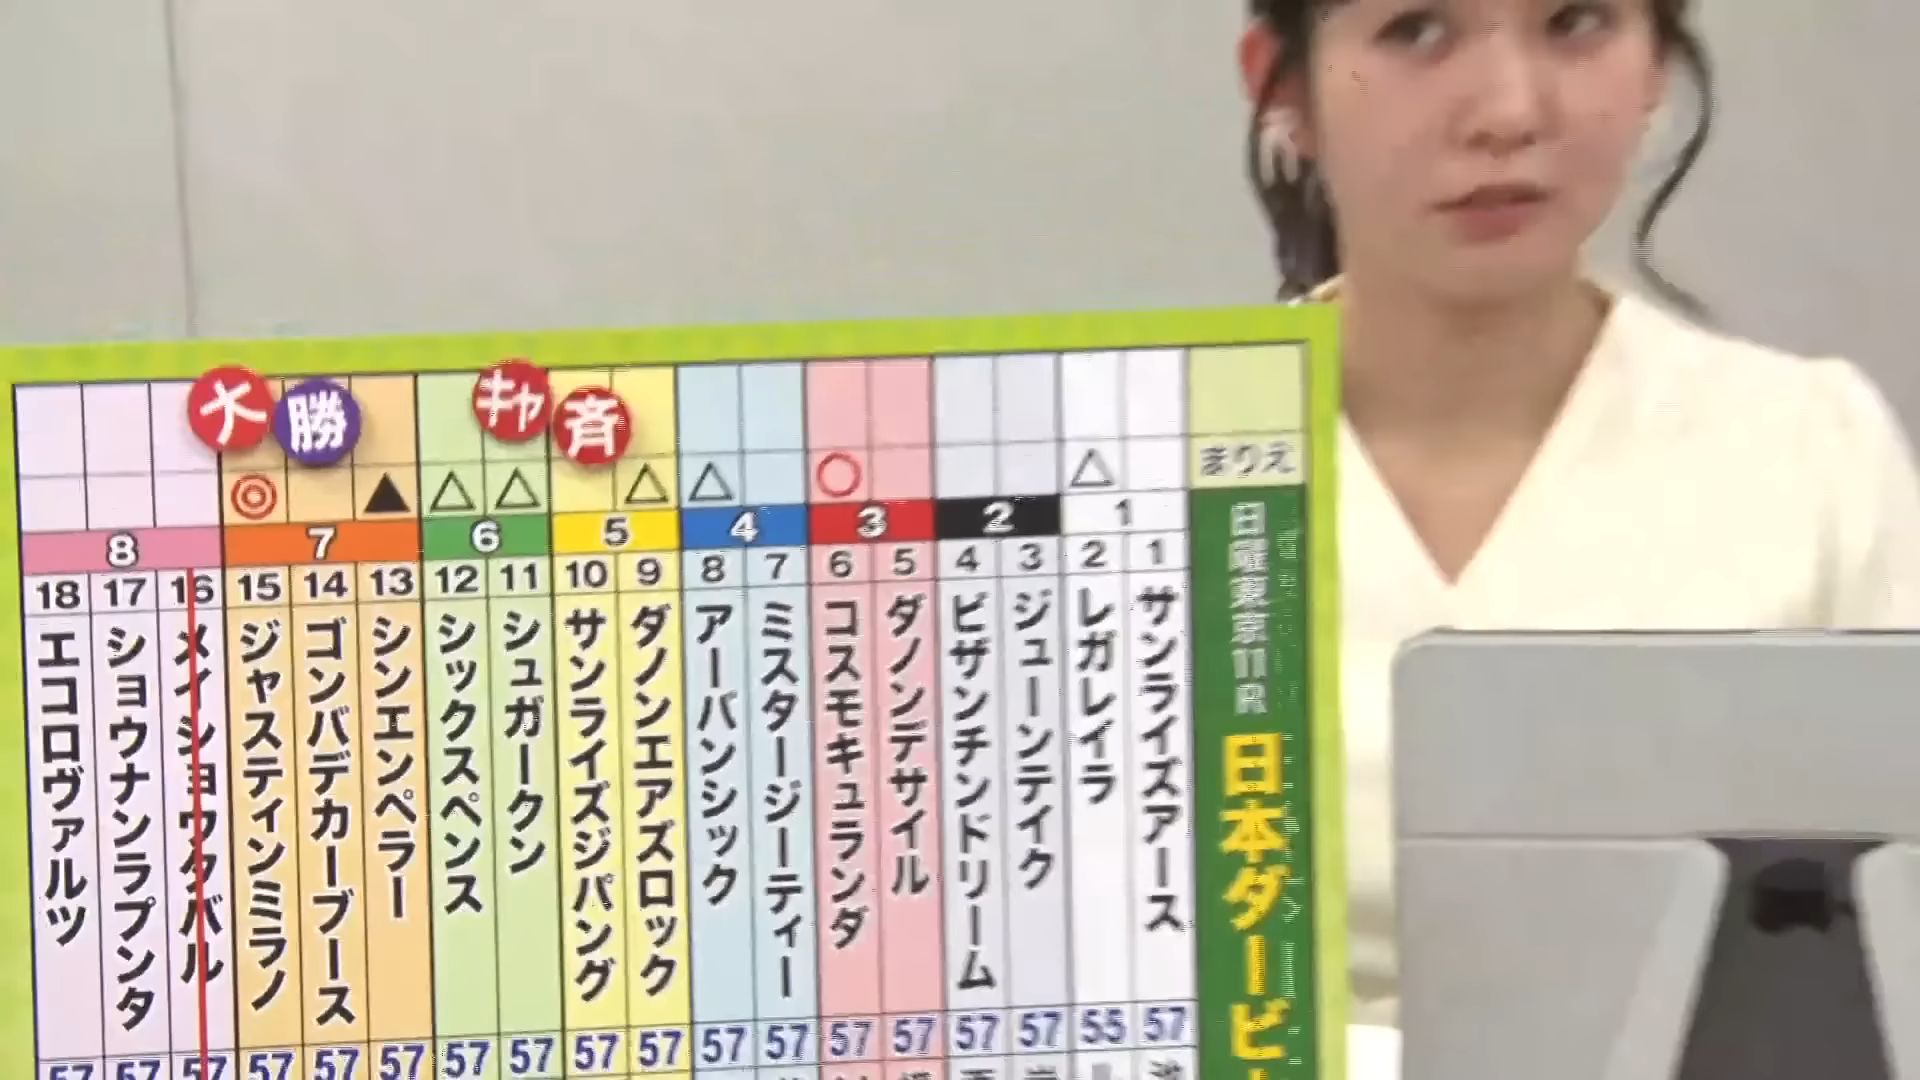 まりえ
日曜東京11R
日本ダービ
1
2
3
4
5
6
7
8
大
勝
キャ
斉
◎
▲
△
△
△
△
○
△
1 サンライズアース 57
2 レガレイラ 55
3 ジューンテイク 57
4 ビザンチンドリーム 57
5 ダノンデサイル 57
6 コスモキュランダ 57
7 ミスタージーティー 57
8 アーバンシック 57
9 ダノンエアズロック 57
10 サンライズジパング 57
11 シュガークン 57
12 シックスペンス 57
13 シンエンペラー 57
14 ゴンバデカーブース 57
15 ジャスティンミラノ 57
16 メイショウタバル 57
17 ショウナンラプンタ 57
18 エコロヴァルツ 57